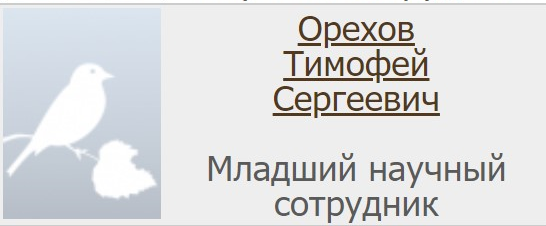 Орехов
Тимофей
Сергеевич
Младший научный
сотрудник